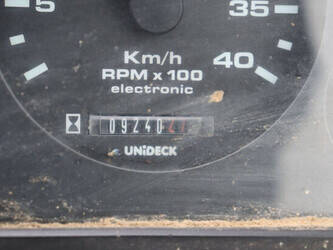 5 35
Km/h
RPM x 100 40
electronic
09240
UNiDECK